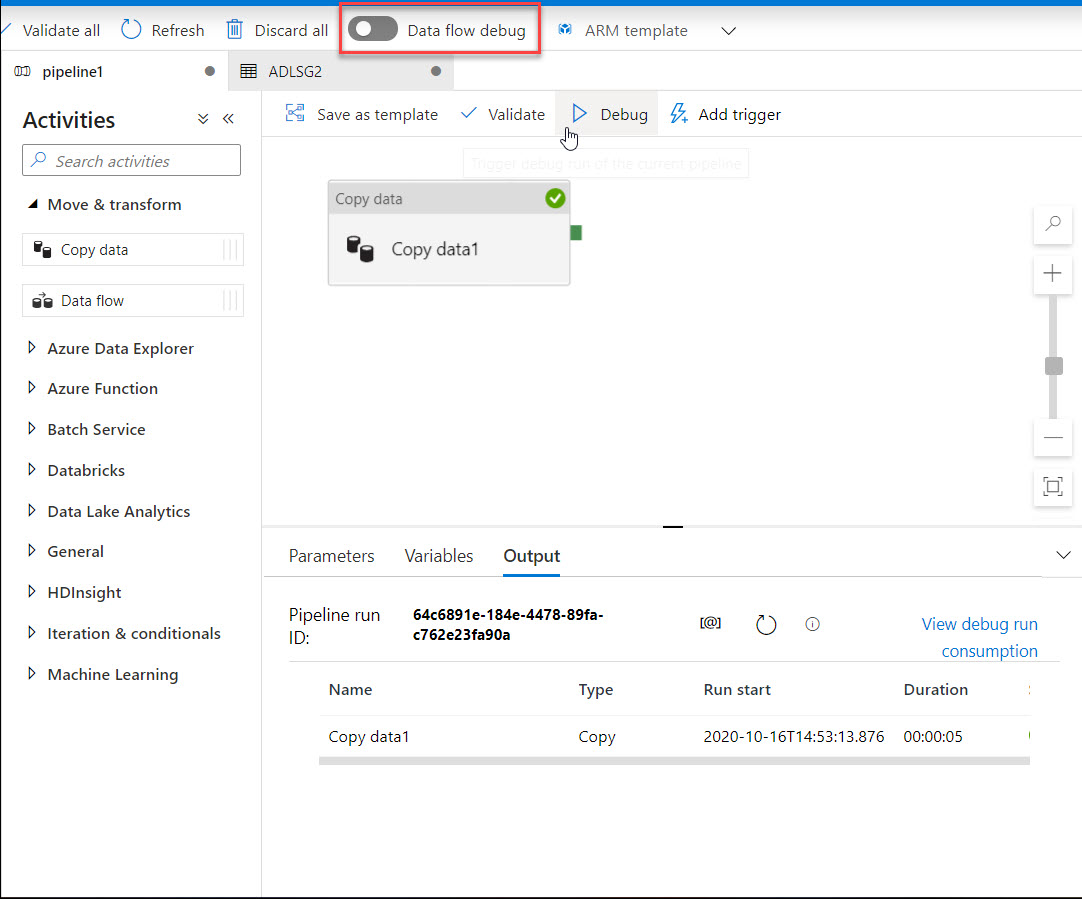 Validate all
Refresh
Discard all
Data flow debug
ARM template
pipeline1
ADLSG2
Activities
Search activities
Move & transform
Copy data
Data flow
Azure Data Explorer
Azure Function
Batch Service
Databricks
Data Lake Analytics
General
HDInsight
Iteration & conditionals
Machine Learning
Save as template
Validate
Debug
Add trigger
Trigger debug run of the current pipeline
Copy data
Copy data1
Parameters
Variables
Output
Pipeline run
ID:
64c6891e-184e-4478-89fa-
c762e23fa90a
[@]
View debug run
consumption
Name Type Run start Duration
Copy data1 Copy 2020-10-16T14:53:13.876 00:00:05